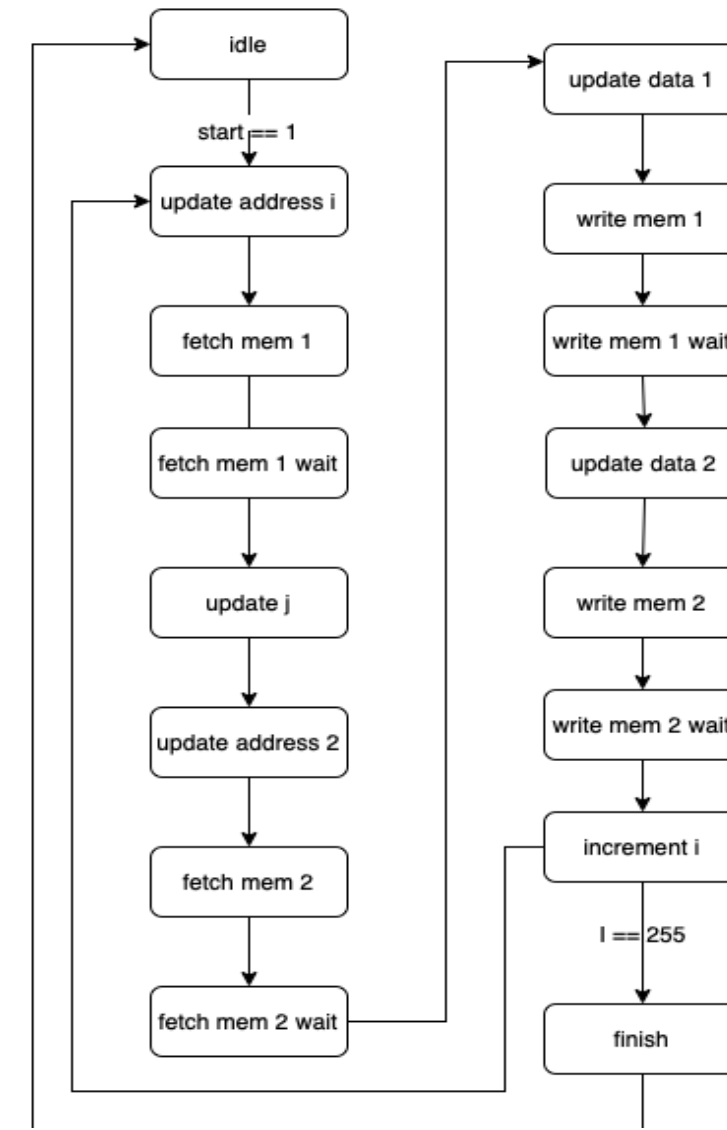 idle
start == 1
update address i
fetch mem 1
fetch mem 1 wait
update j
update address 2
fetch mem 2
fetch mem 2 wait
update data 1
write mem 1
write mem 1 wait
update data 2
write mem 2
write mem 2 wait
increment i
I == 255
finish